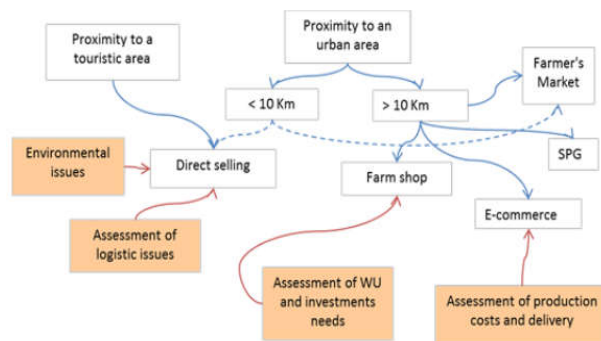 Proximity to a
touristic area
Proximity to an
urban area
Farmer's
Market
< 10 Km
> 10 Km
Environmental
issues
Direct selling
Farm shop
SPG
E-commerce
Assessment of
logistic issues
Assessment of WU
and investments
needs
Assessment of production
costs and delivery